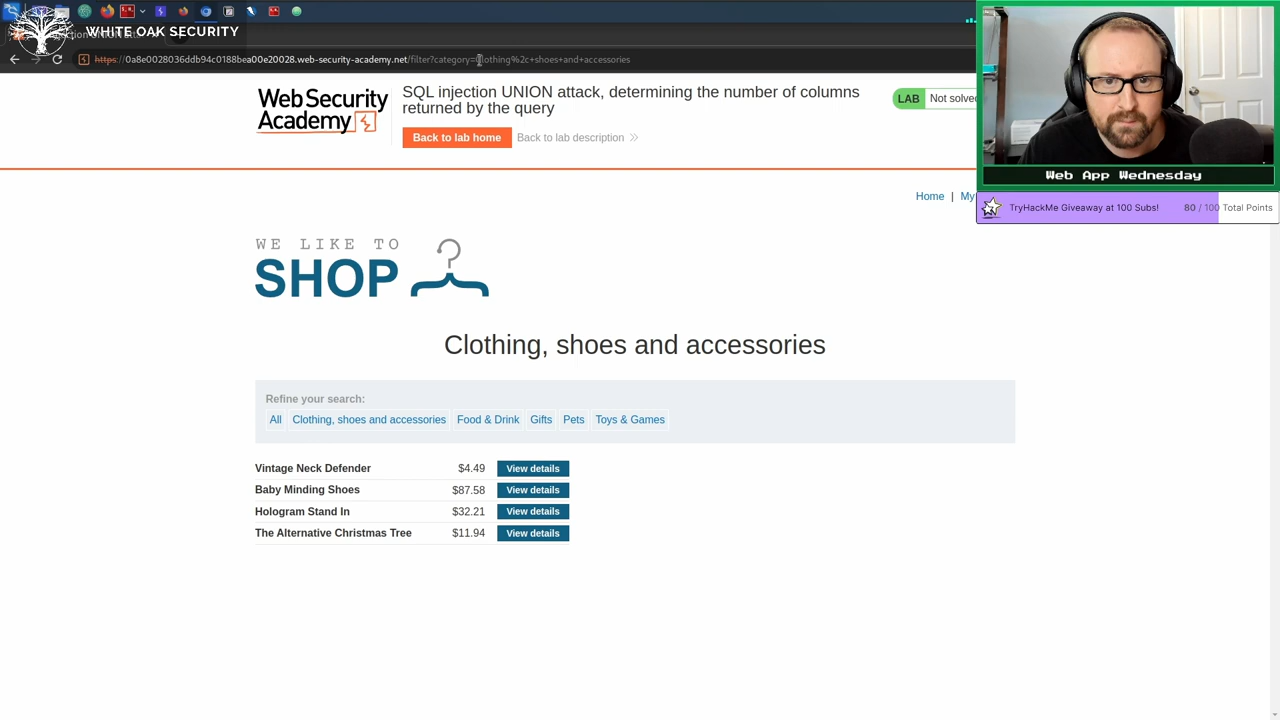 WHITE OAK SECURITY
https://0a8e0028036ddb94c0188bea00e20028.web-security-academy.net/filter?category=Clothing%2c+shoes+and+accessories
Web Security
Academy
SQL injection UNION attack, determining the number of columns
returned by the query
Back to lab home
Back to lab description
LAB
Not solved
Web App Wednesday
TryHackMe Giveaway at 100 Subs!
80 / 100 Total Points
Home | My
WE LIKE TO
SHOP
Clothing, shoes and accessories
Refine your search:
All
Clothing, shoes and accessories
Food & Drink
Gifts
Pets
Toys & Games
Vintage Neck Defender $4.49 View details
Baby Minding Shoes $87.58 View details
Hologram Stand In $32.21 View details
The Alternative Christmas Tree $11.94 View details